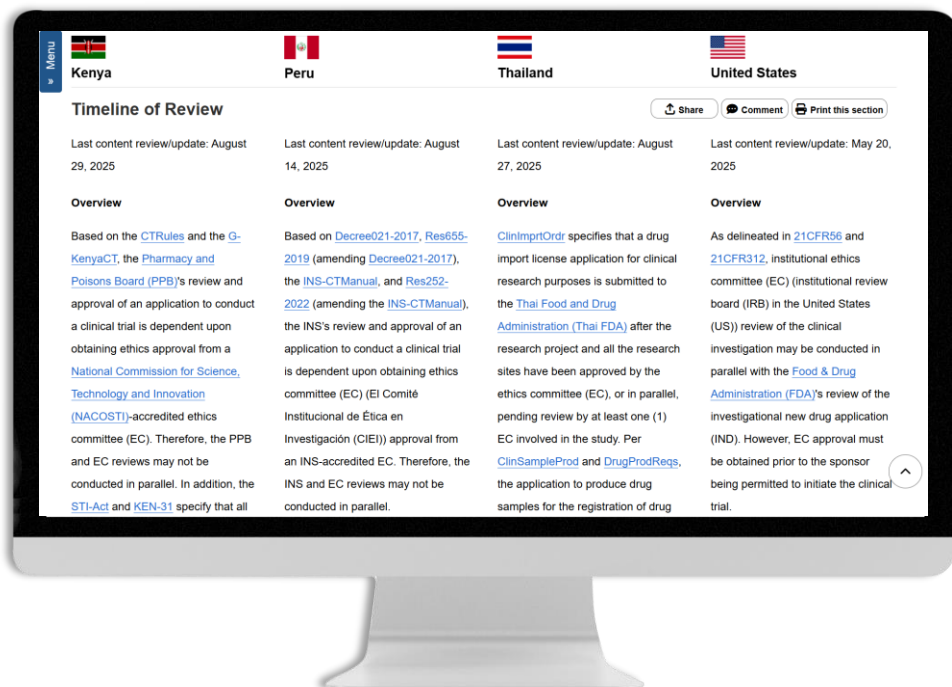 Menu
Kenya
Peru
Thailand
United States
Timeline of Review
Share
Comment
Print this section
Last content review/update: August
29, 2025
Overview
Based on the CTRules and the G-
KenyaCT, the Pharmacy and
Poisons Board (PPB)'s review and
approval of an application to conduct
a clinical trial is dependent upon
obtaining ethics approval from a
National Commission for Science,
Technology and Innovation
(NACOSTI)-accredited ethics
committee (EC). Therefore, the PPB
and EC reviews may not be
conducted in parallel. In addition, the
STI-Act and KEN-31 specify that all
Last content review/update: August
14, 2025
Overview
Based on Decree021-2017, Res655-
2019 (amending Decree021-2017),
the INS-CTManual, and Res252-
2022 (amending the INS-CTManual),
the INS's review and approval of an
application to conduct a clinical trial
is dependent upon obtaining ethics
committee (EC) (El Comité
Institucional de Ética en
Investigación (CIEI)) approval from
an INS-accredited EC. Therefore, the
INS and EC reviews may not be
conducted in parallel.
Last content review/update: August
27, 2025
Overview
ClinImprtOrdr specifies that a drug
import license application for clinical
research purposes is submitted to
the Thai Food and Drug
Administration (Thai FDA) after the
research project and all the research
sites have been approved by the
ethics committee (EC), or in parallel,
pending review by at least one (1)
EC involved in the study. Per
ClinSampleProd and DrugProdReqs,
the application to produce drug
samples for the registration of drug
Last content review/update: May 20,
2025
Overview
As delineated in 21CFR56 and
21CFR312, institutional ethics
committee (EC) (institutional review
board (IRB) in the United States
(US)) review of the clinical
investigation may be conducted in
parallel with the Food & Drug
Administration (FDA)'s review of the
investigational new drug application
(IND). However, EC approval must
be obtained prior to the sponsor
being permitted to initiate the clinical
trial.